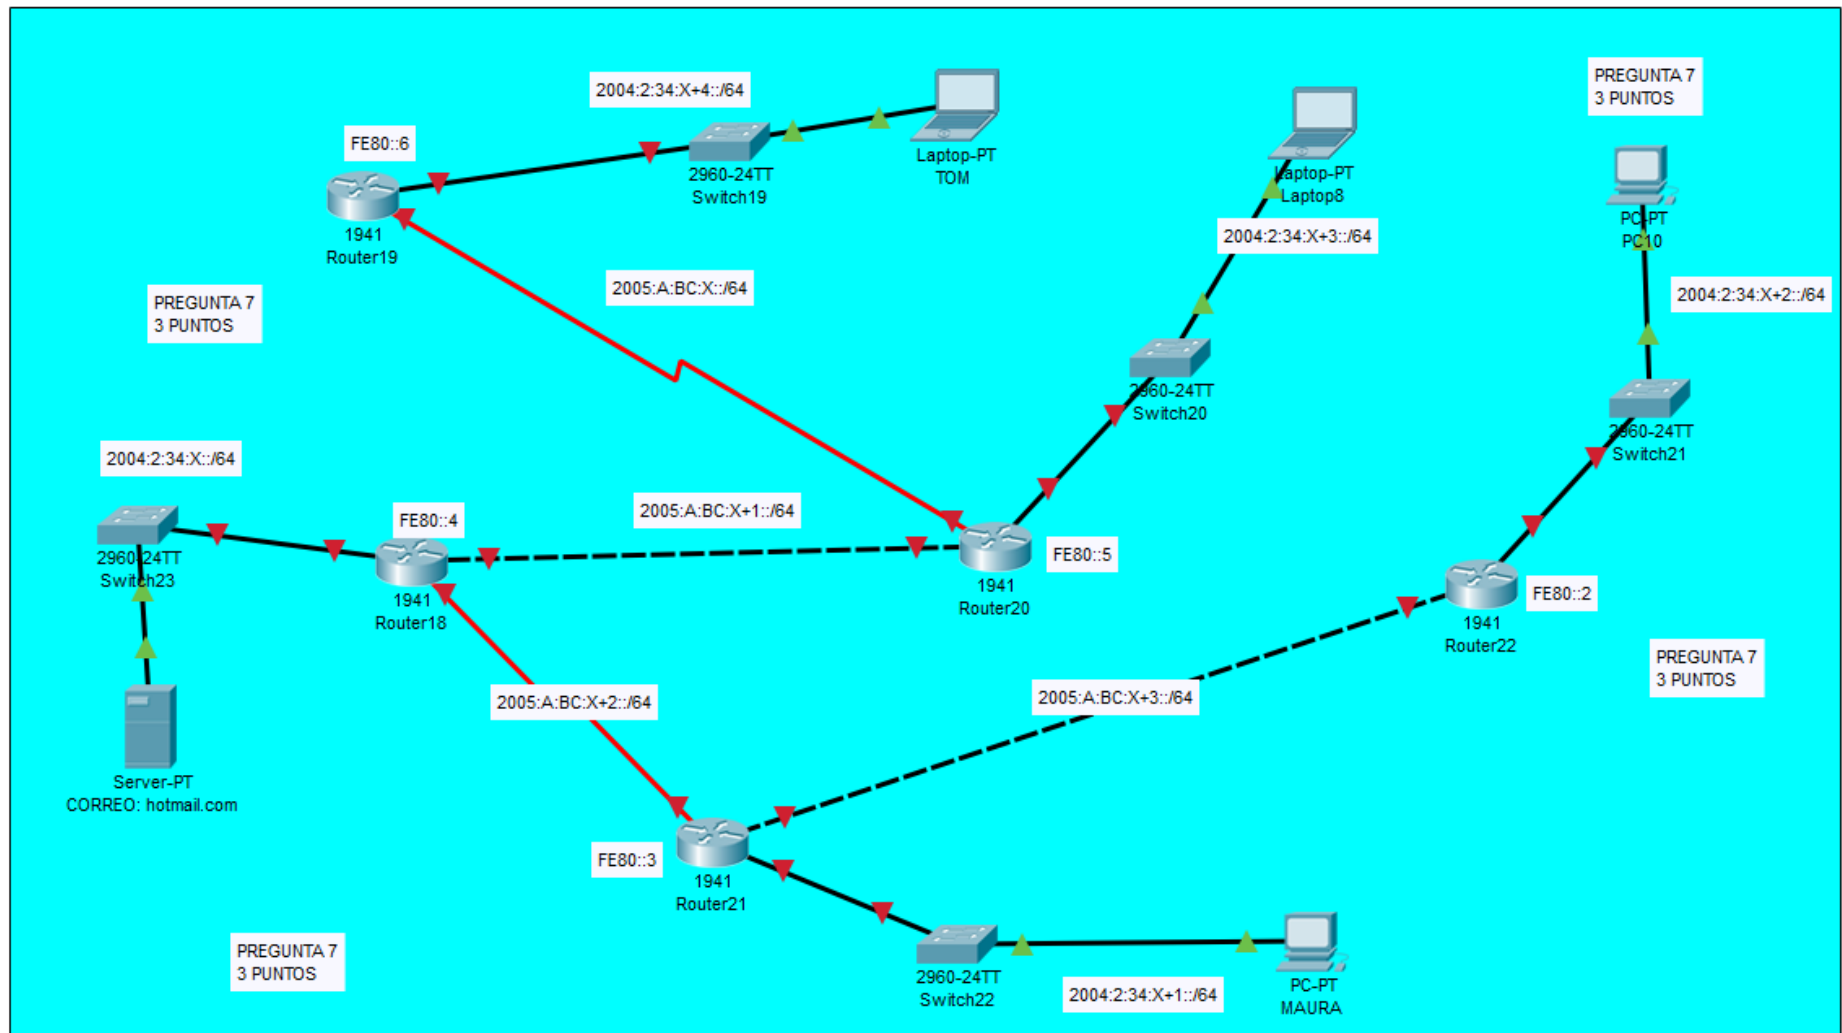 2004:2:34:X+4::/64
PREGUNTA 7
3 PUNTOS
FE80::6
Laptop-PT
TOM
2960-24TT
Switch19
Laptop-PT
Laptop8
1941
Router19
2004:2:34:X+3::/64
PC-PT
PC10
2005:A:BC:X::/64
2004:2:34:X+2::/64
PREGUNTA 7
3 PUNTOS
2960-24TT
Switch20
2960-24TT
Switch21
2004:2:34:X::/64
2005:A:BC:X+1::/64
FE80::4
2960-24TT
Switch23
FE80::5
1941
Router18
1941
Router20
FE80::2
1941
Router22
PREGUNTA 7
3 PUNTOS
2005:A:BC:X+2::/64
2005:A:BC:X+3::/64
Server-PT
CORREO: hotmail.com
FE80::3
1941
Router21
PREGUNTA 7
3 PUNTOS
2960-24TT
Switch22
2004:2:34:X+1::/64
PC-PT
MAURA